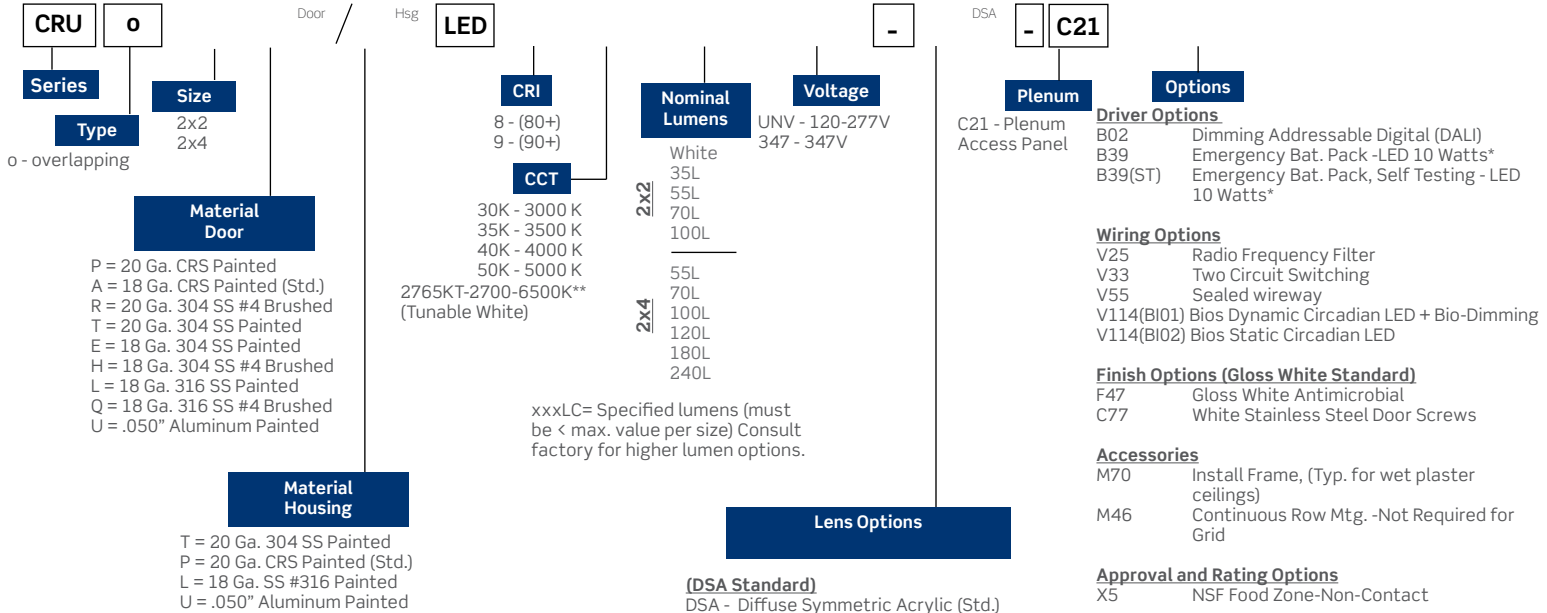 Door / Hsg DSA
CRU o LED - - C21
Series
Type
o - overlapping
Size
2x2
2x4
Material
Door
P = 20 Ga. CRS Painted
A = 18 Ga. CRS Painted (Std.)
R = 20 Ga. 304 SS #4 Brushed
T = 20 Ga. 304 SS Painted
E = 18 Ga. 304 SS Painted
H = 18 Ga. 304 SS #4 Brushed
L = 18 Ga. 316 SS Painted
Q = 18 Ga. 316 SS #4 Brushed
U = .050” Aluminum Painted
Material
Housing
T = 20 Ga. 304 SS Painted
P = 20 Ga. CRS Painted (Std.)
L = 18 Ga. SS #316 Painted
U = .050” Aluminum Painted
CRI
8 - (80+)
9 - (90+)
CCT
30K - 3000 K
35K - 3500 K
40K - 4000 K
50K - 5000 K
2765KT-2700-6500K**
(Tunable White)
Nominal
Lumens
White
2x2
35L
55L
70L
100L
2x4
55L
70L
100L
120L
180L
240L
xxxLC= Specified lumens (must
be < max. value per size) Consult
factory for higher lumen options.
Voltage
UNV - 120-277V
347 - 347V
Lens Options
(DSA Standard)
DSA - Diffuse Symmetric Acrylic (Std.)
Plenum
C21 - Plenum
Access Panel
Options
Driver Options
B02 Dimming Addressable Digital (DALI)
B39 Emergency Bat. Pack -LED 10 Watts*
B39(ST) Emergency Bat. Pack, Self Testing - LED
10 Watts*
Wiring Options
V25 Radio Frequency Filter
V33 Two Circuit Switching
V55 Sealed wireway
V114(BI01) Bios Dynamic Circadian LED + Bio-Dimming
V114(BI02) Bios Static Circadian LED
Finish Options (Gloss White Standard)
F47 Gloss White Antimicrobial
C77 White Stainless Steel Door Screws
Accessories
M70 Install Frame, (Typ. for wet plaster
ceilings)
M46 Continuous Row Mtg. -Not Required for
Grid
Approval and Rating Options
X5 NSF Food Zone-Non-Contact